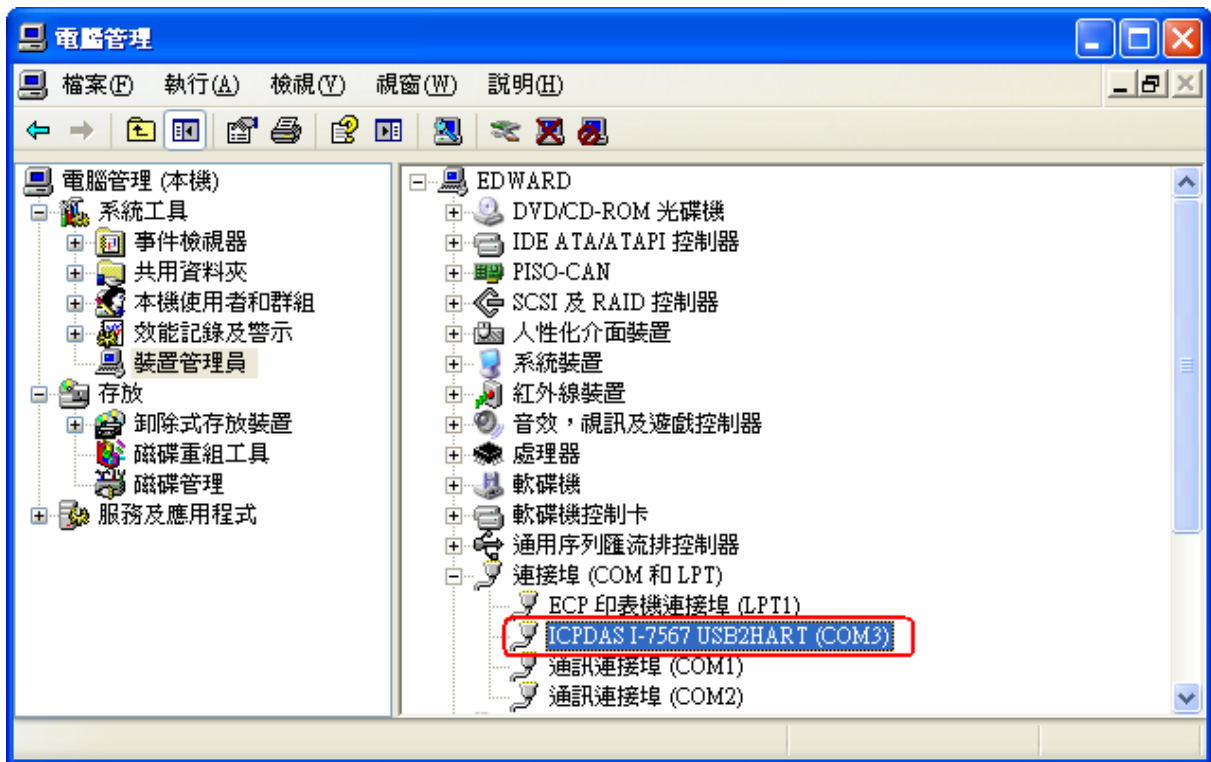 電腦管理
檔案(F) 執行(A) 檢視(V) 視窗(W) 說明(H)
電腦管理 (本機)
系統工具
事件檢視器
共用資料夾
本機使用者和群組
效能記錄及警示
裝置管理員
存放
卸除式存放裝置
磁碟重組工具
磁碟管理
服務及應用程式
EDWARD
DVD/CD-ROM 光碟機
IDE ATA/ATAPI 控制器
PISO-CAN
SCSI 及 RAID 控制器
人性化介面裝置
系統裝置
紅外線裝置
音效，視訊及遊戲控制器
處理器
軟碟機
軟碟機控制卡
通用序列匯流排控制器
連接埠 (COM 和 LPT)
ECP 印表機連接埠 (LPT1)
ICPDAS I-7567 USB2HART (COM3)
通訊連接埠 (COM1)
通訊連接埠 (COM2)